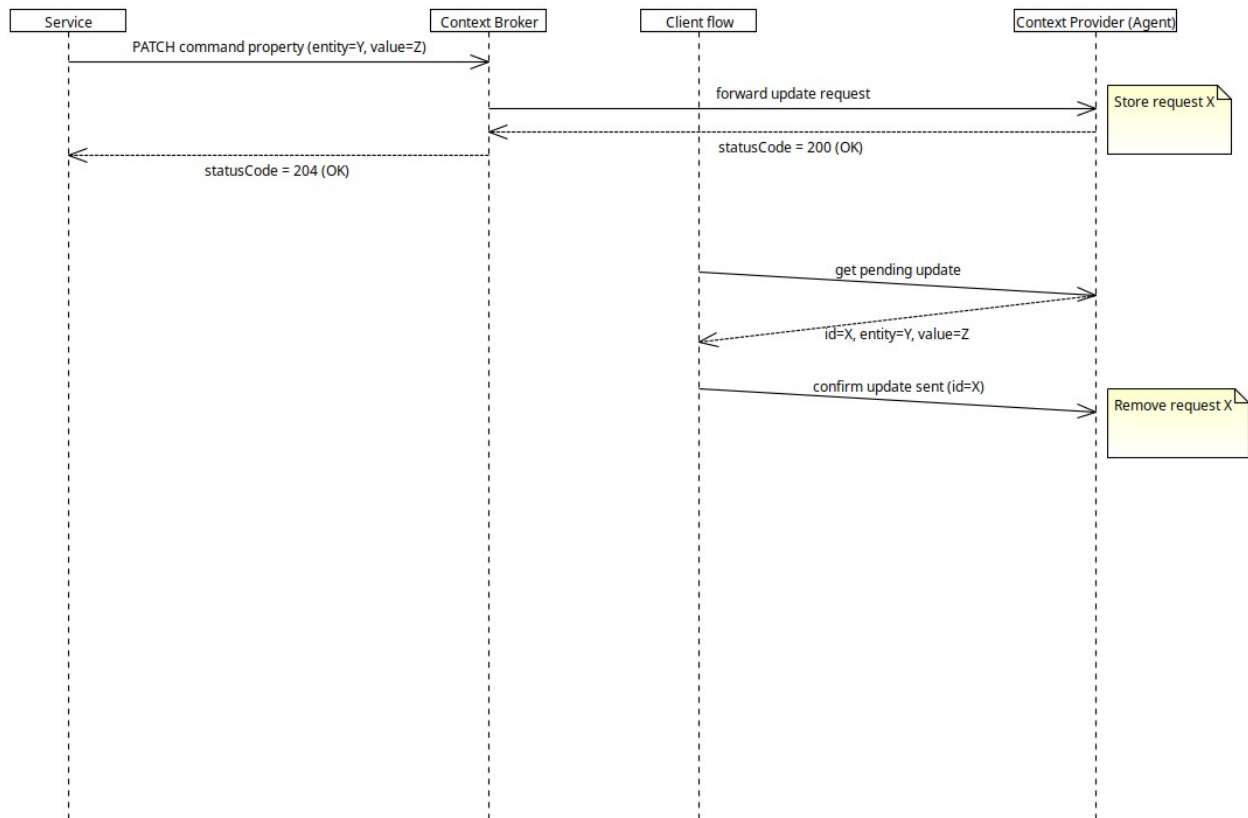 Service
Context Broker
Client flow
Context Provider (Agent)
PATCH command property (entity=Y, value=Z)
forward update request
Store request X
statusCode = 200 (OK)
statusCode = 204 (OK)
get pending update
id=X, entity=Y, value=Z
confirm update sent (id=X)
Remove request X